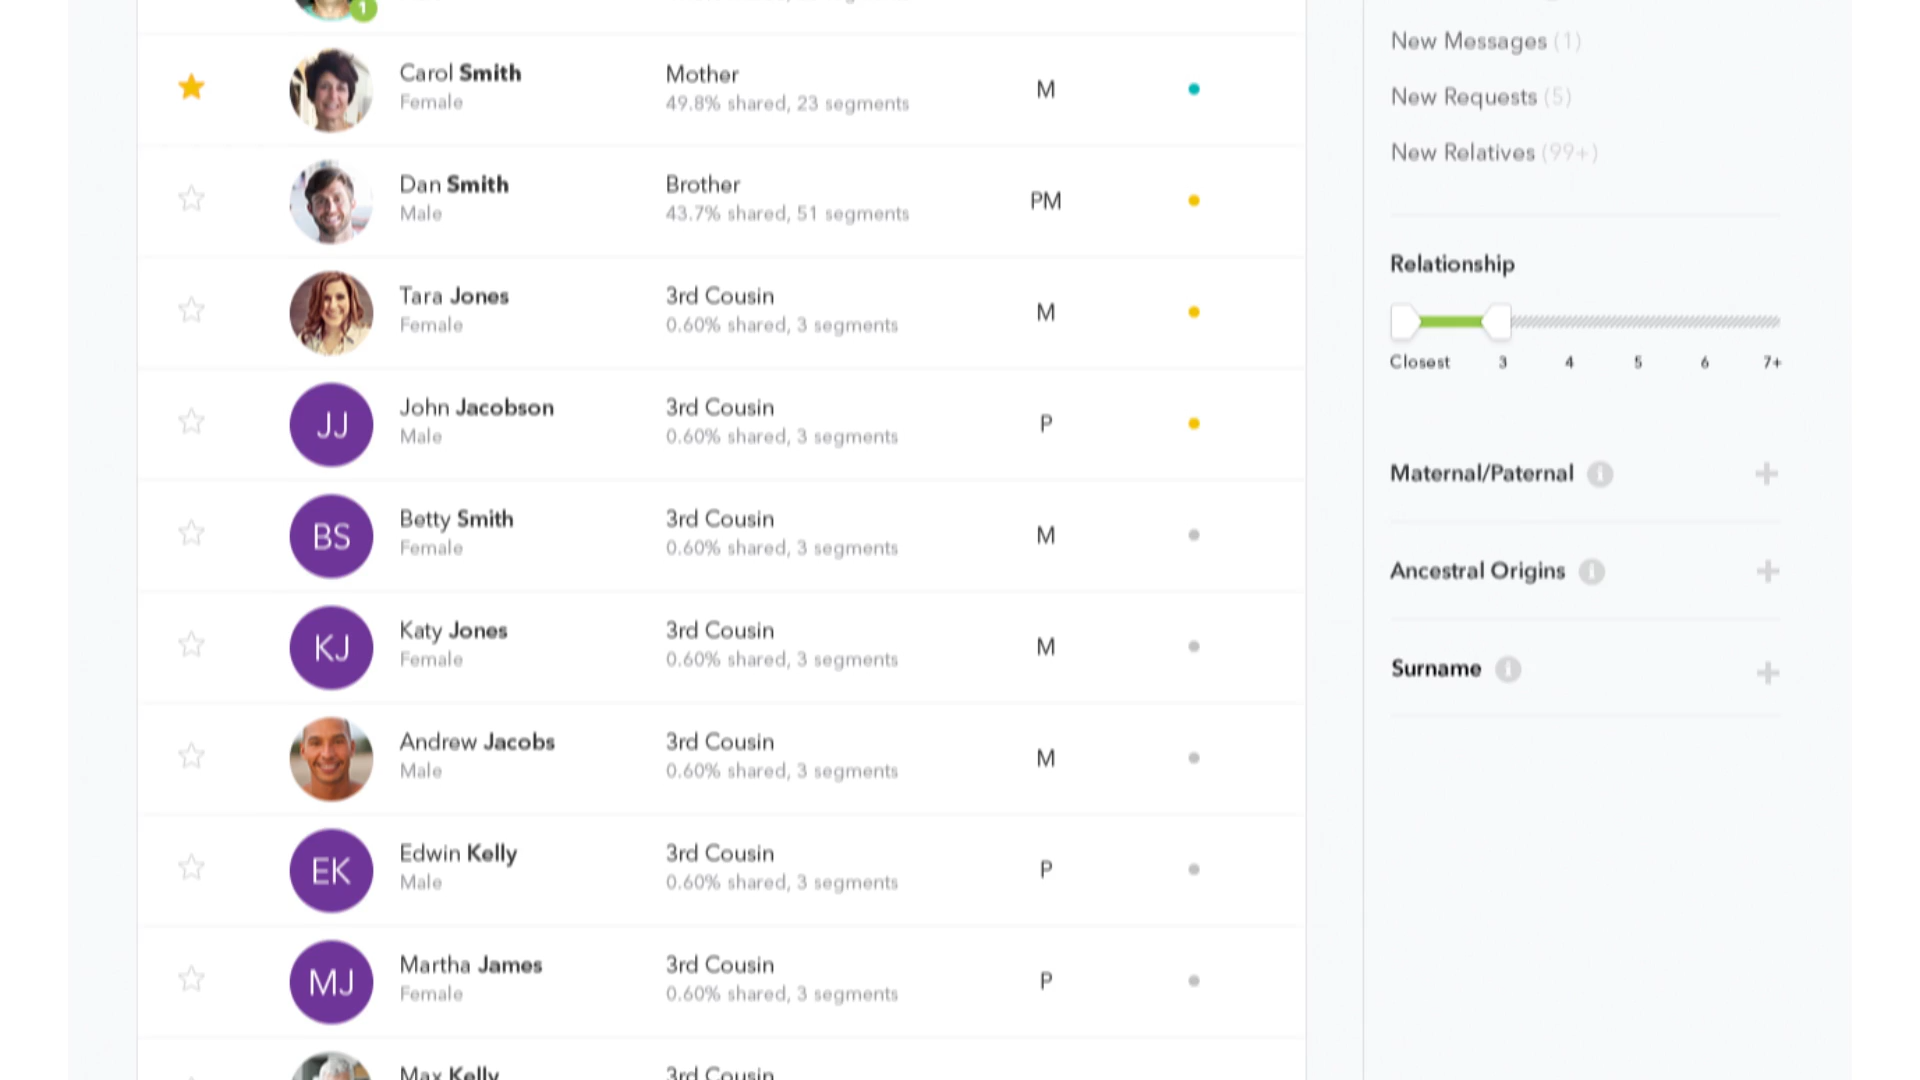 1
Carol Smith
Female
Mother
49.8% shared, 23 segments
M
Dan Smith
Male
Brother
43.7% shared, 51 segments
PM
Tara Jones
Female
3rd Cousin
0.60% shared, 3 segments
M
JJ
John Jacobson
Male
3rd Cousin
0.60% shared, 3 segments
P
BS
Betty Smith
Female
3rd Cousin
0.60% shared, 3 segments
M
KJ
Katy Jones
Female
3rd Cousin
0.60% shared, 3 segments
M
Andrew Jacobs
Male
3rd Cousin
0.60% shared, 3 segments
M
EK
Edwin Kelly
Male
3rd Cousin
0.60% shared, 3 segments
P
MJ
Martha James
Female
3rd Cousin
0.60% shared, 3 segments
P
Max Kelly
3rd Cousin
New Messages (1)
New Requests (5)
New Relatives (99+)
Relationship
Closest 3 4 5 6 7+
Maternal/Paternal
Ancestral Origins
Surname